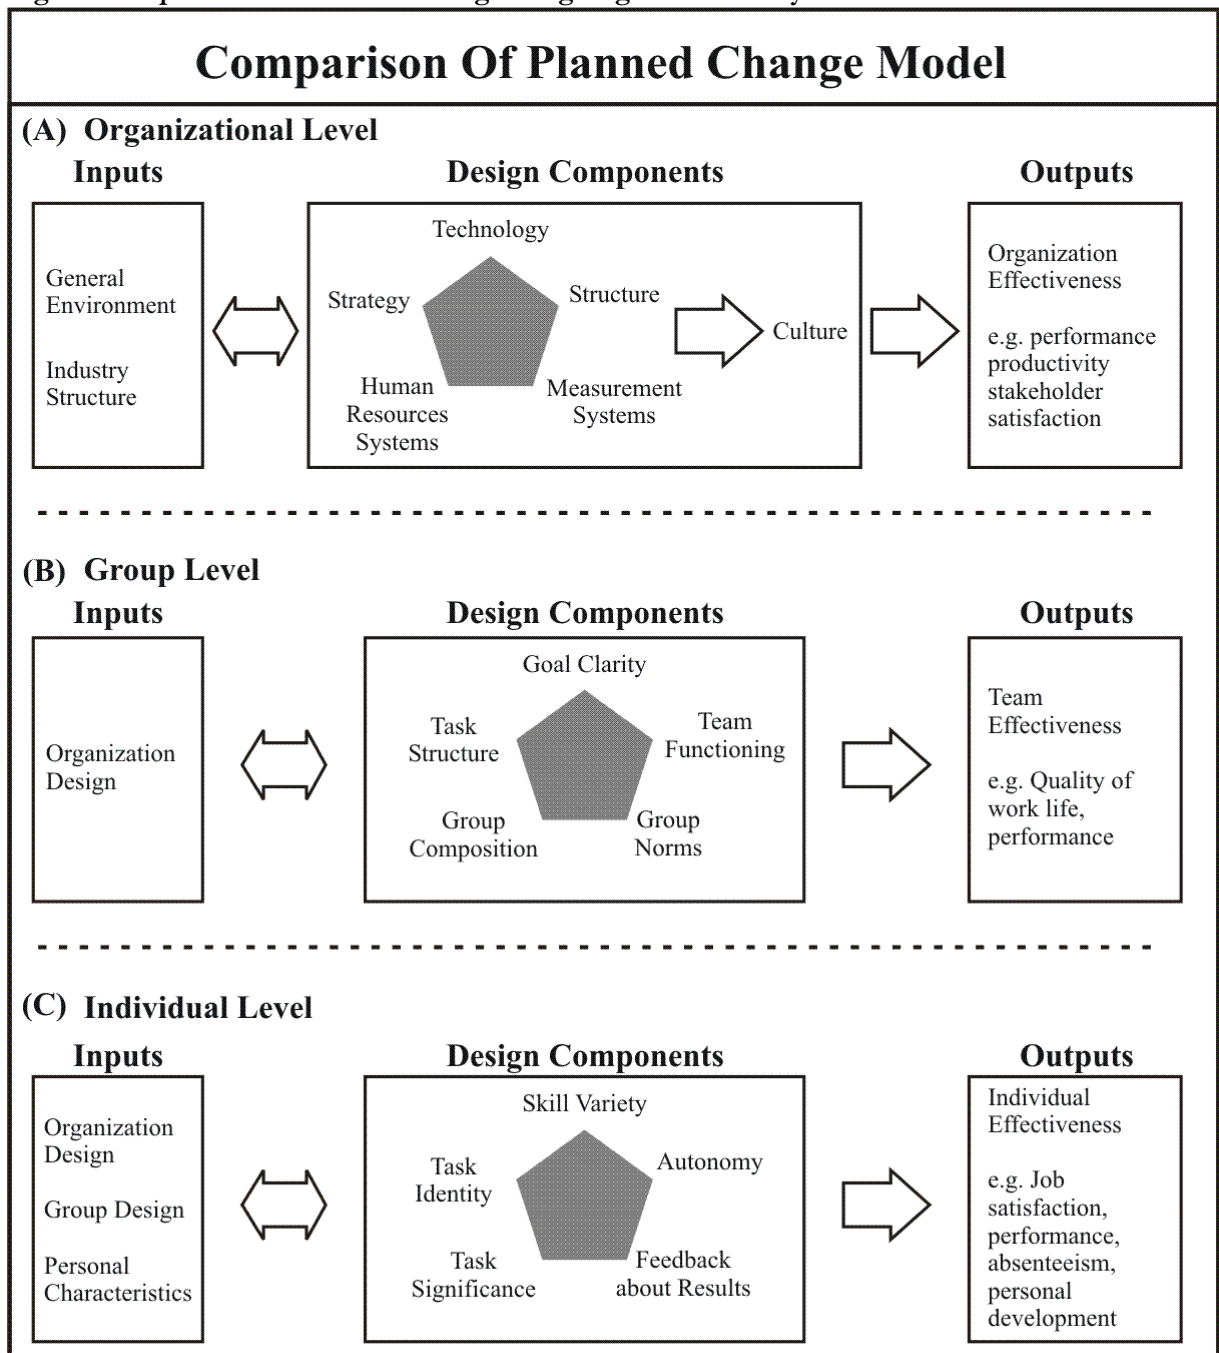 Comparison Of Planned Change Model
(A) Organizational Level
Inputs
Design Components
Outputs
General
Environment
Industry
Structure
Technology
Strategy
Structure
Human
Resources
Systems
Measurement
Systems
Culture
Organization
Effectiveness
e.g. performance
productivity
stakeholder
satisfaction
(B) Group Level
Inputs
Design Components
Outputs
Organization
Design
Goal Clarity
Task
Structure
Team
Functioning
Group
Composition
Group
Norms
Team
Effectiveness
e.g. Quality of
work life,
performance
(C) Individual Level
Inputs
Design Components
Outputs
Organization
Design
Group Design
Personal
Characteristics
Skill Variety
Task
Identity
Autonomy
Task
Significance
Feedback
about Results
Individual
Effectiveness
e.g. Job
satisfaction,
performance,
absenteeism,
personal
development